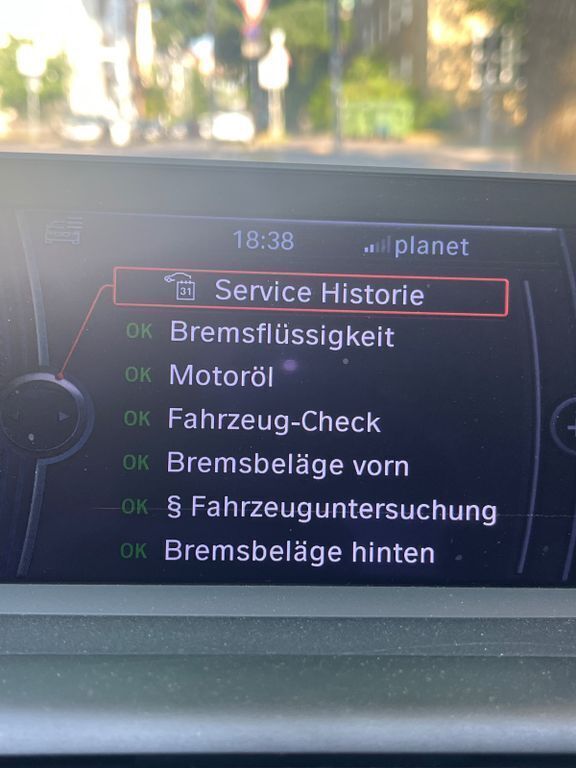 18:38 planet
31 Service Historie
OK Bremsflüssigkeit
OK Motoröl
OK Fahrzeug-Check
OK Bremsbeläge vorn
OK § Fahrzeuguntersuchung
OK Bremsbeläge hinten